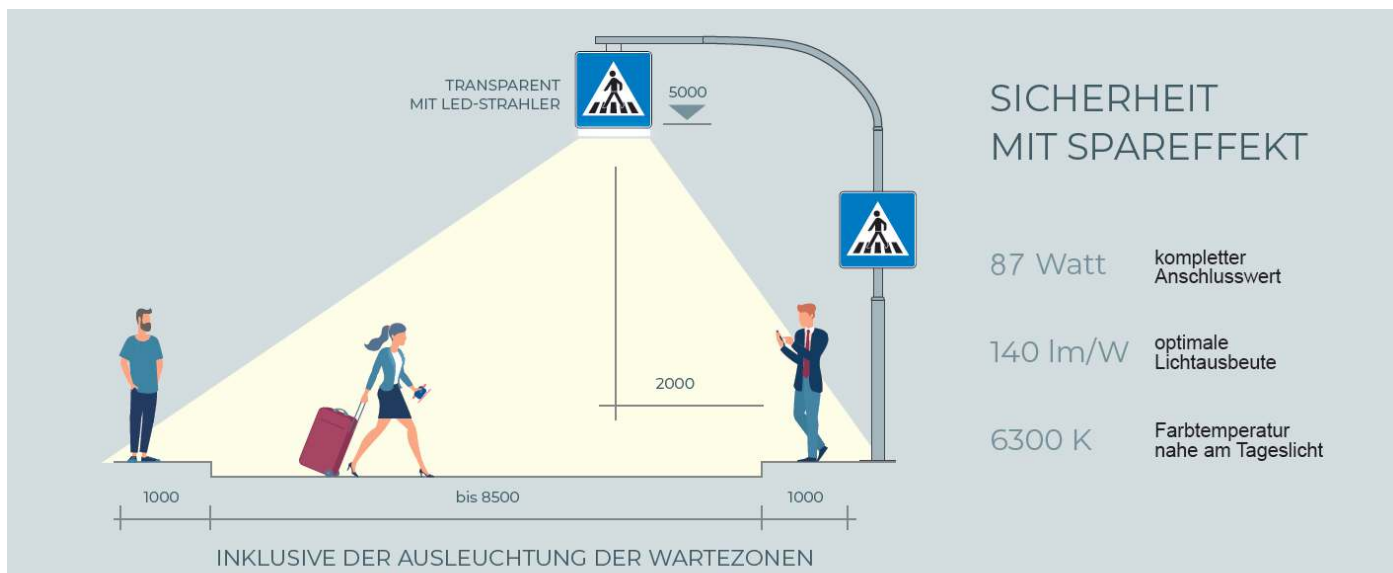 TRANSPARENT
MIT LED-STRAHLER
5000
SICHERHEIT
MIT SPAREFFEKT
87 Watt
kompletter
Anschlusswert
140 lm/W
optimale
Lichtausbeute
2000
6300 K
Farbtemperatur
nahe am Tageslicht
1000
bis 8500
1000
INKLUSIVE DER AUSLEUCHTUNG DER WARTEZONEN